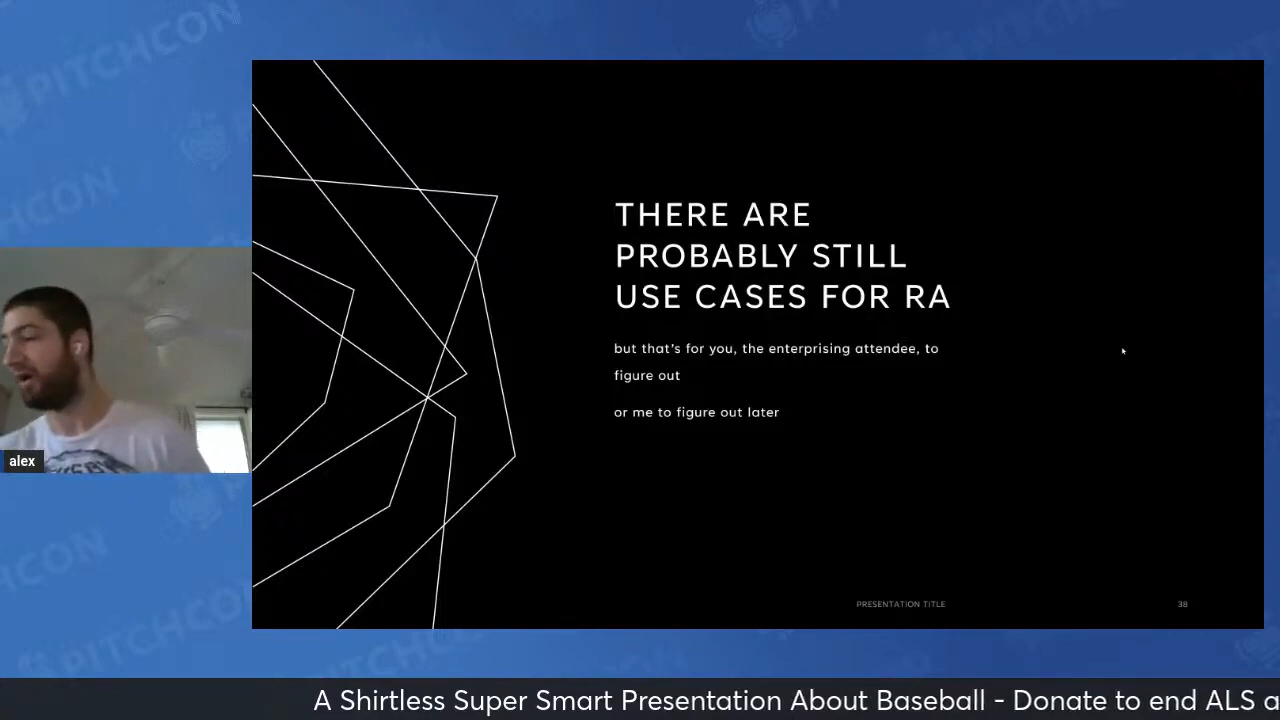 PITCHCON
THERE ARE
PROBABLY STILL
USE CASES FOR RA
but that's for you, the enterprising attendee, to
figure out
or me to figure out later
alex
PRESENTATION TITLE
38
PITCHCON
A Shirtless Super Smart Presentation About Baseball - Donate to end ALS a